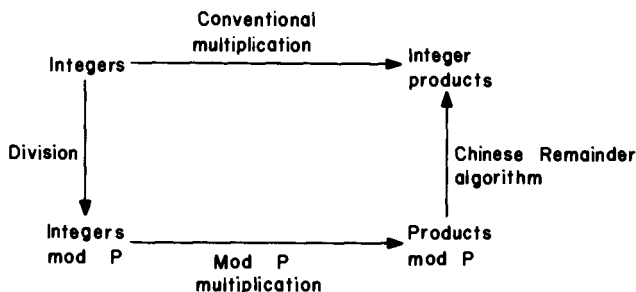 Conventional
multiplication
Integers
Integer
products
Division
Chinese Remainder
algorithm
Integers
mod P
Mod P
multiplication
Products
mod P